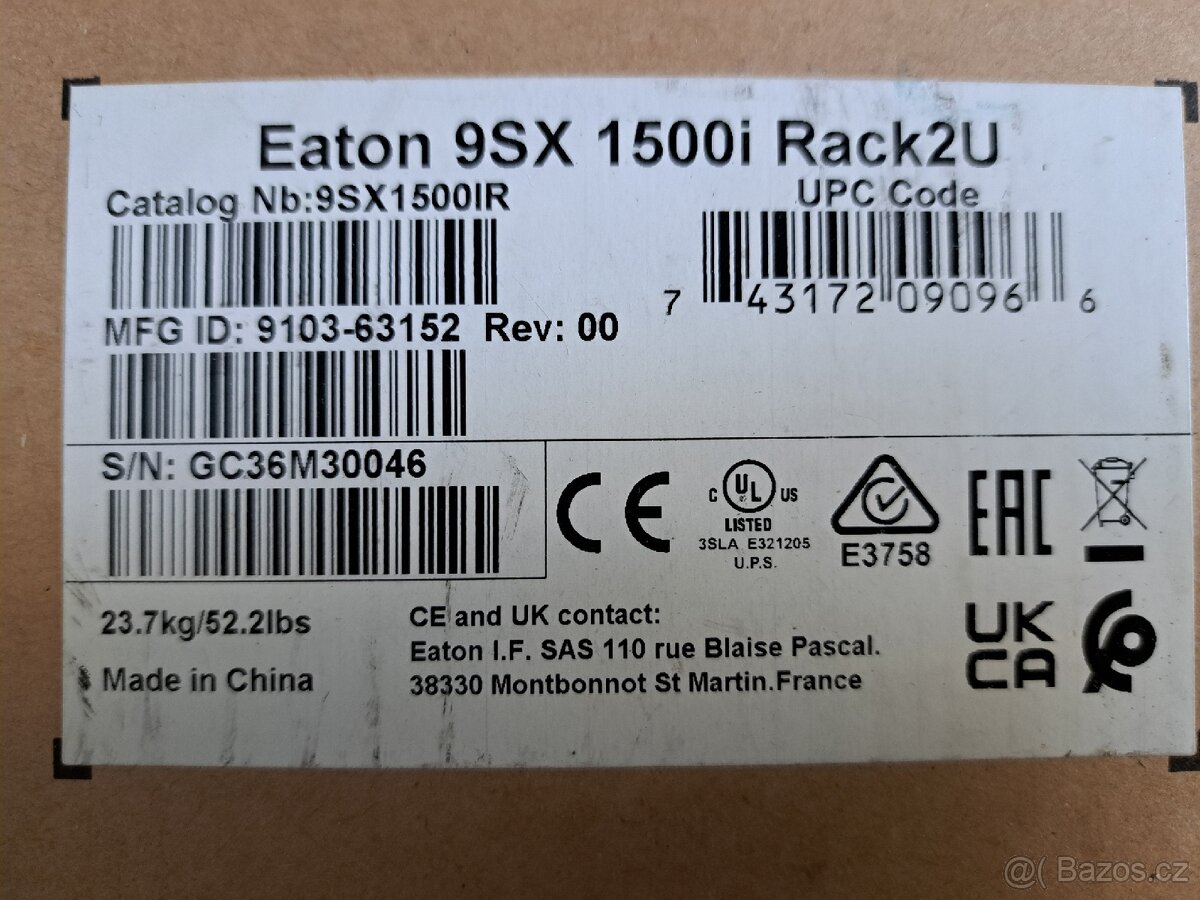 Eaton 9SX 1500i Rack2U
Catalog Nb:9SX1500IR
UPC Code
7 43172 09096 6
MFG ID: 9103-63152 Rev: 00
S/N: GC36M30046
CE
C UL US
LISTED
3SLA E321205
U.P.S.
E3758
EAC
23.7kg/52.2lbs
Made in China
CE and UK contact:
Eaton I.F. SAS 110 rue Blaise Pascal.
38330 Montbonnot St Martin.France
UK
CA
@( Bazos.cz